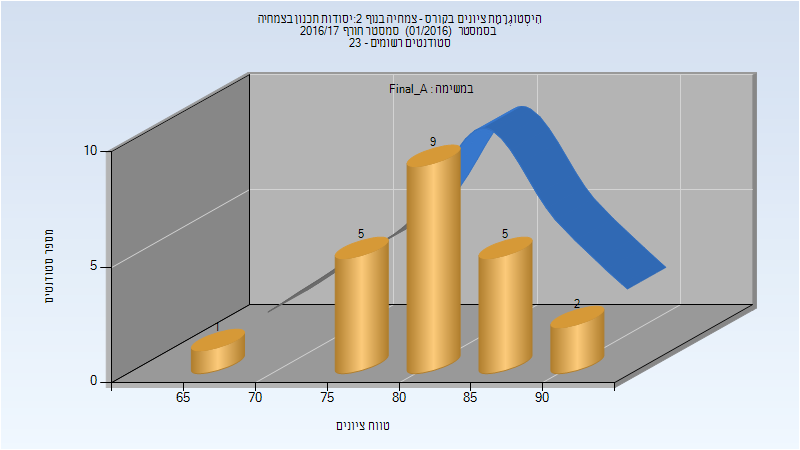 היסטוגרמת ציונים בקורס - צמחיה בנוף 2:יסודות תכנון בצמחיה
בסמסטר (01/2016) סמסטר חורף 2016/17
סטודנטים רשומים - 23
במשימה : Final_A
10
5
0
מספר סטודנטים
1
5
9
5
2
65 70 75 80 85 90
טווח ציונים